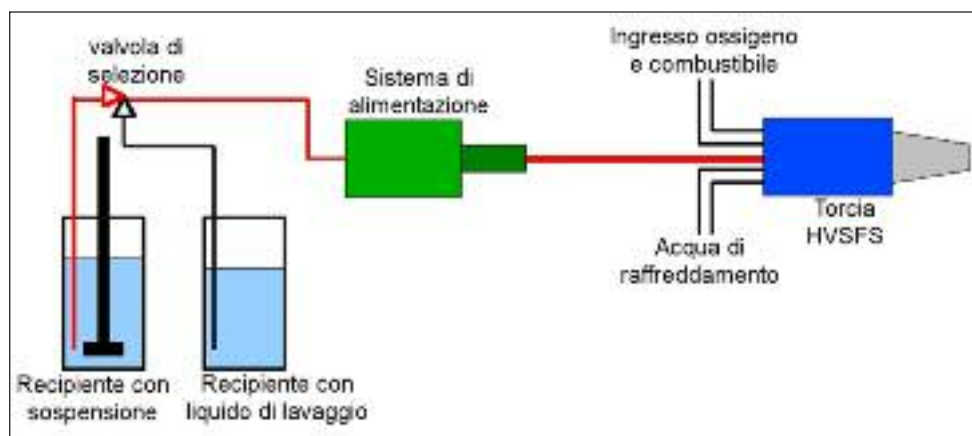 valvola di
selezione
Sistema di
alimentazione
Ingresso ossigeno
e combustibile
Torcia
HVSFS
Acqua di
raffreddamento
Recipiente con
sospensione
Recipiente con
liquido di lavaggio